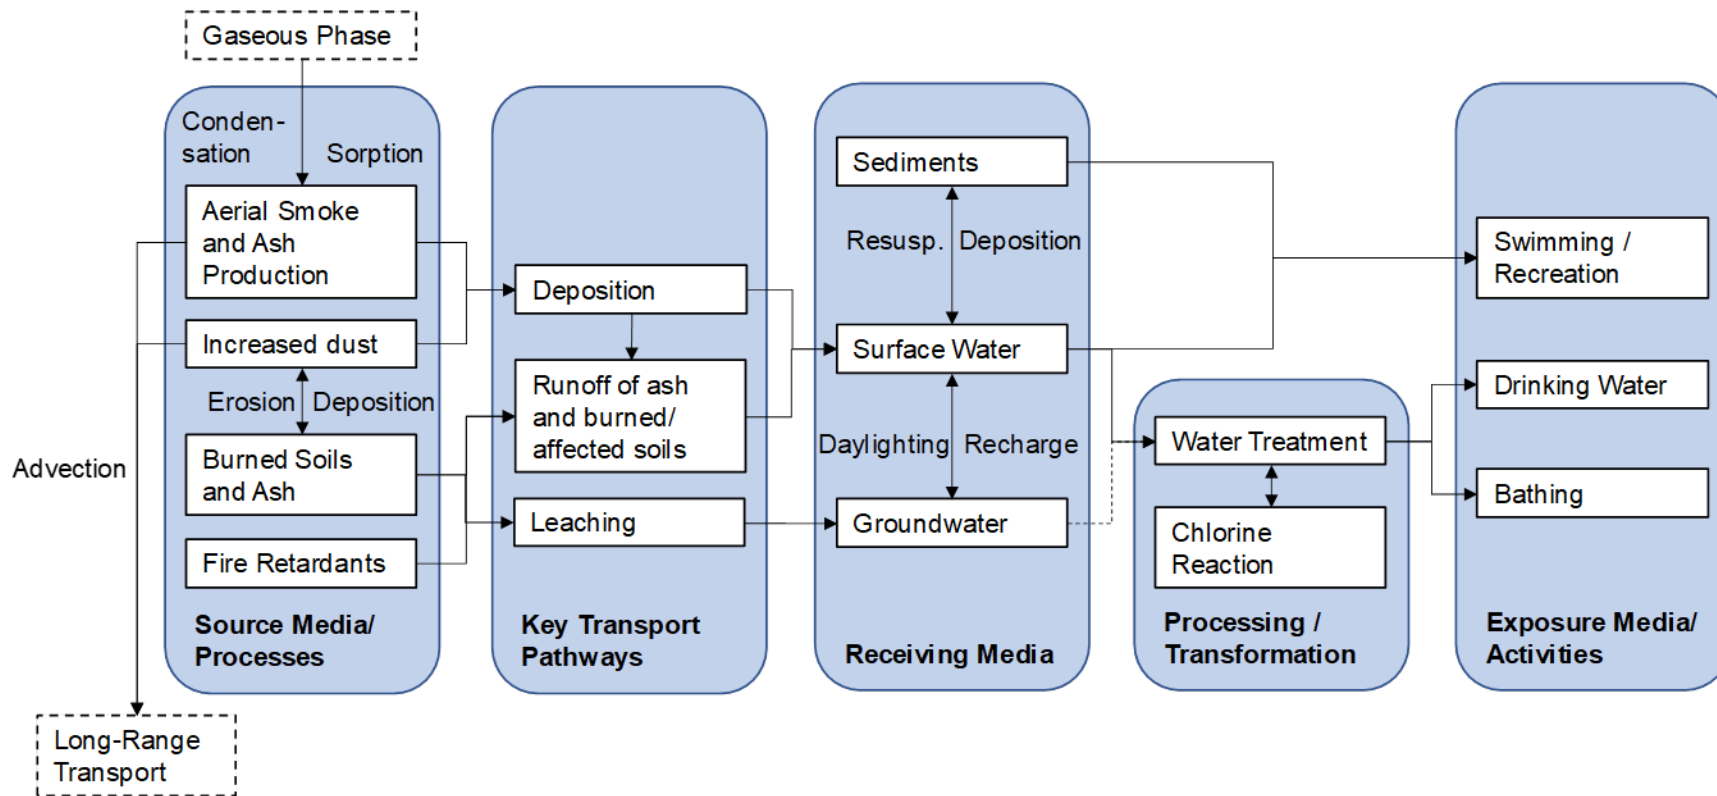 Gaseous Phase
Conden-
sation
Sorption
Aerial Smoke
and Ash
Production
Increased dust
Erosion
Deposition
Burned Soils
and Ash
Fire Retardants
Source Media/
Processes
Advection
Long-Range
Transport
Deposition
Runoff of ash
and burned/
affected soils
Leaching
Key Transport
Pathways
Sediments
Resusp.
Deposition
Surface Water
Daylighting
Recharge
Groundwater
Receiving Media
Water Treatment
Chlorine
Reaction
Processing /
Transformation
Swimming /
Recreation
Drinking Water
Bathing
Exposure Media/
Activities